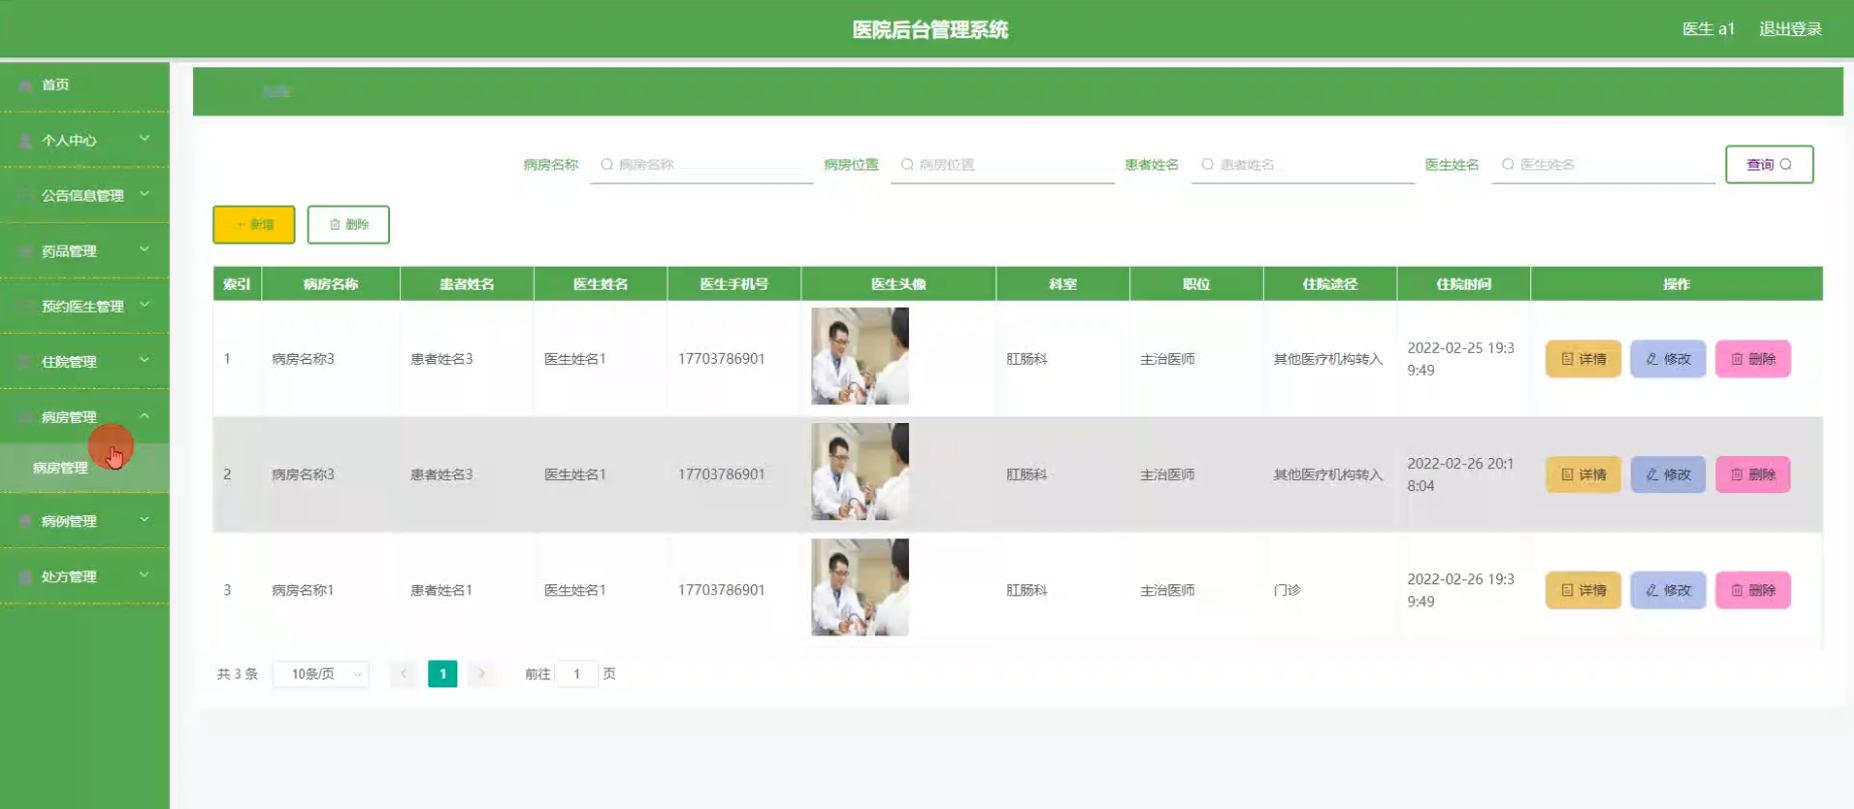 医院后台管理系统
医生 a1 退出登录
首页
个人中心
公告信息管理
药品管理
预约医生管理
住院管理
病房管理
病房管理
病例管理
处方管理
病房名称 病房名称 病房位置 病房位置 患者姓名 患者姓名 医生姓名 医生姓名 查询
+ 新增 删除
索引 病房名称 患者姓名 医生姓名 医生手机号 医生头像 科室 职位 住院途径 住院时间 操作
1 病房名称3 患者姓名3 医生姓名1 17703786901 肛肠科 主治医师 其他医疗机构转入 2022-02-25 19:3
9:49 详情 修改 删除
2 病房名称3 患者姓名3 医生姓名1 17703786901 肛肠科 主治医师 其他医疗机构转入 2022-02-26 20:1
8:04 详情 修改 删除
3 病房名称1 患者姓名1 医生姓名1 17703786901 肛肠科 主治医师 门诊 2022-02-26 19:3
9:49 详情 修改 删除
共 3 条 10条/页 1 前往 1 页